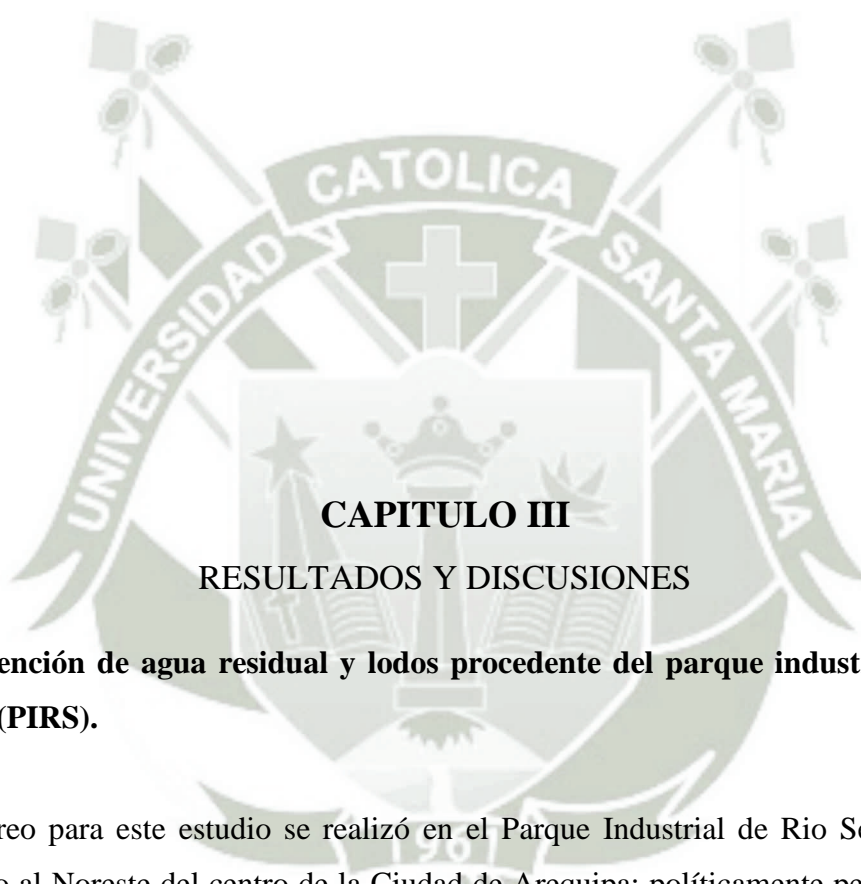 UNIVERSIDAD CATOLICA SANTA MARIA
CAPITULO III
RESULTADOS Y DISCUSIONES
ención de agua residual y lodos procedente del parque indust
(PIRS).
reo para este estudio se realizó en el Parque Industrial de Rio Se
196
o al Noreste del centro de la Ciudad de Arequipa; políticamente pe